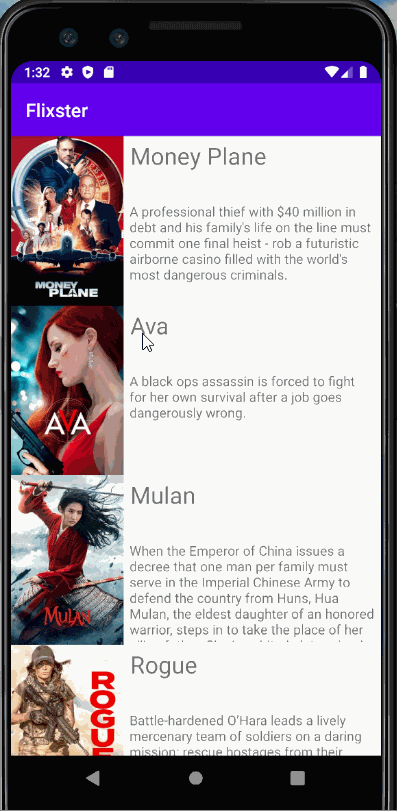 1:32
Flixster
Money Plane
A professional thief with $40 million in
debt and his family's life on the line must
commit one final heist - rob a futuristic
airborne casino filled with the world's
most dangerous criminals.
MONEY
PLANE
Ava
A black ops assassin is forced to fight
for her own survival after a job goes
dangerously wrong.
AVA
Mulan
When the Emperor of China issues a
decree that one man per family must
serve in the Imperial Chinese Army to
defend the country from Huns, Hua
Mulan, the eldest daughter of an honored
warrior, steps in to take the place of her
MULAN
Rogue
Battle-hardened O'Hara leads a lively
mercenary team of soldiers on a daring
mission: rescue hostages from their
ROGUE